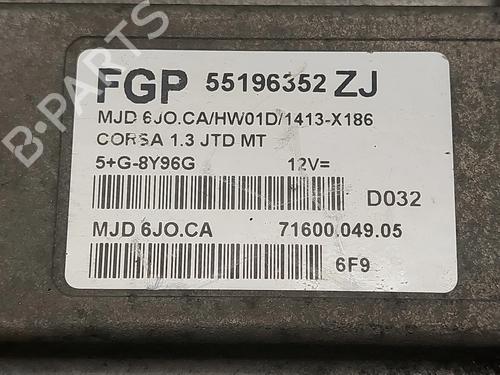 FGP 55196352 ZJ
MJD 6JO.CA/HW01D/1413-X186
CORSA 1.3 JTD MT
5+G-8Y96G 12V=
D032
MJD 6JO.CA 71600.049.05
6F9
B-PARTS